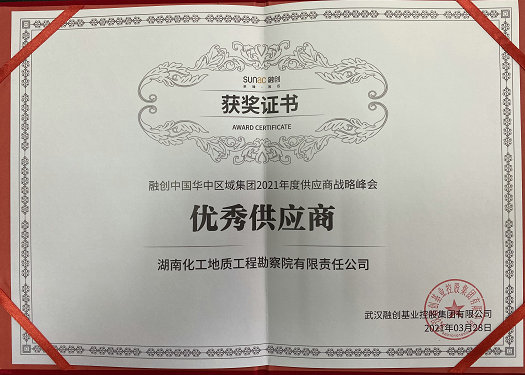 sunac 融创
获奖证书
AWARD CERTIFICATE
融创中国华中区域集团2021年度供应商战略峰会
优秀供应商
湖南化工地质工程勘察院有限责任公司
武汉融创基业控股集团有限公司
2021年03月25日